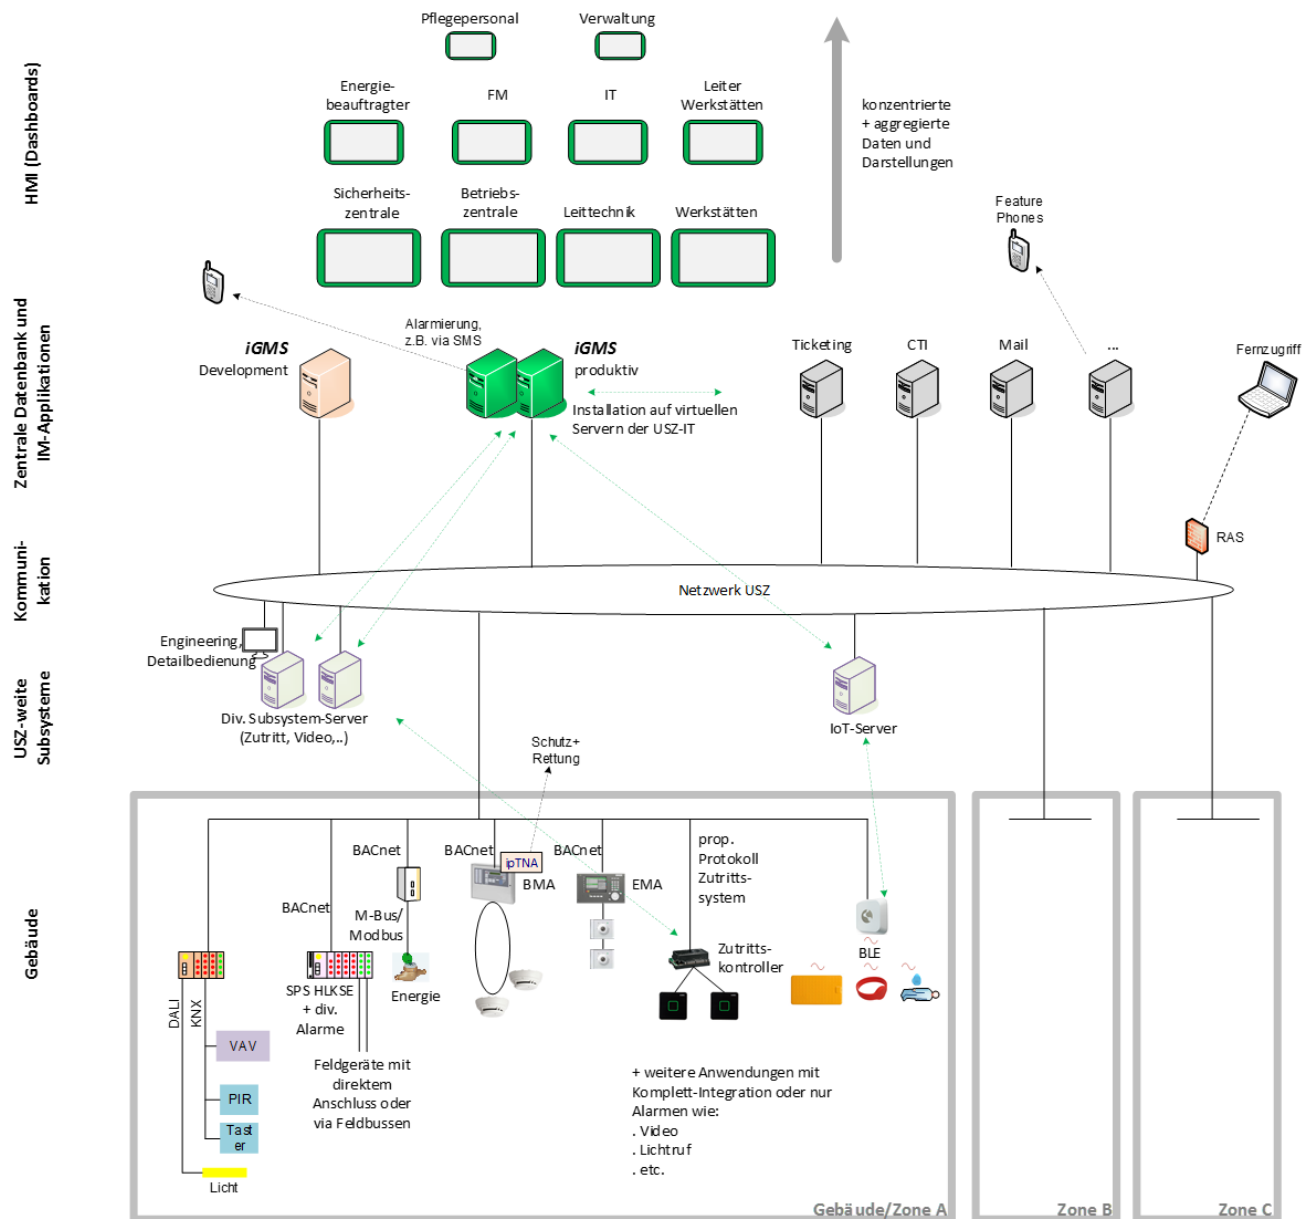 HMI (Dashboards)
Pflegepersonal
Verwaltung
Energie-
beauftragter
FM
IT
Leiter
Werkstätten
konzentrierte
+ aggregierte
Daten und
Darstellungen
Sicherheits-
zentrale
Betriebs-
zentrale
Leittechnik
Werkstätten
Feature
Phones
Zentrale Datenbank und
IM-Applikationen
Alarmierung,
z.B. via SMS
iGMS
Development
iGMS
produktiv
Installation auf virtuellen
Servern der USZ-IT
Ticketing
CTI
Mail
...
Fernzugriff
RAS
Kommuni-
kation
Netzwerk USZ
USZ-weite
Subsysteme
Engineering,
Detailbedienung
Div. Subsystem-Server
(Zutritt, Video,..)
IoT-Server
Schutz+
Rettung
Gebäude
BACnet
BACnet
BACnet
BACnet
ipTNA
BMA
EMA
prop.
Protokoll
Zutritts-
system
M-Bus/
Modbus
Energie
SPS HLKSE
+ div.
Alarme
Zutritts-
kontroller
BLE
DALI
KNX
VAV
PIR
Tast
er
Licht
Feldgeräte mit
direktem
Anschluss oder
via Feldbussen
+ weitere Anwendungen mit
Komplett-Integration oder nur
Alarmen wie:
. Video
. Lichtruf
. etc.
Gebäude/Zone A
Zone B
Zone C